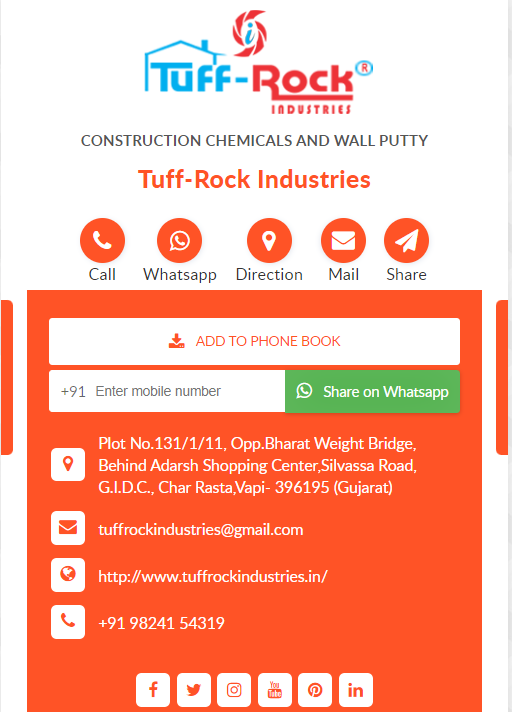 i
TUFF-ROCK ®
INDUSTRIES
CONSTRUCTION CHEMICALS AND WALL PUTTY
Tuff-Rock Industries
Call Whatsapp Direction Mail Share
ADD TO PHONE BOOK
+91 Enter mobile number Share on Whatsapp
Plot No.131/1/11, Opp.Bharat Weight Bridge,
Behind Adarsh Shopping Center,Silvassa Road,
G.I.D.C., Char Rasta,Vapi- 396195 (Gujarat)
tuffrockindustries@gmail.com
http://www.tuffrockindustries.in/
+91 98241 54319
You
Tube